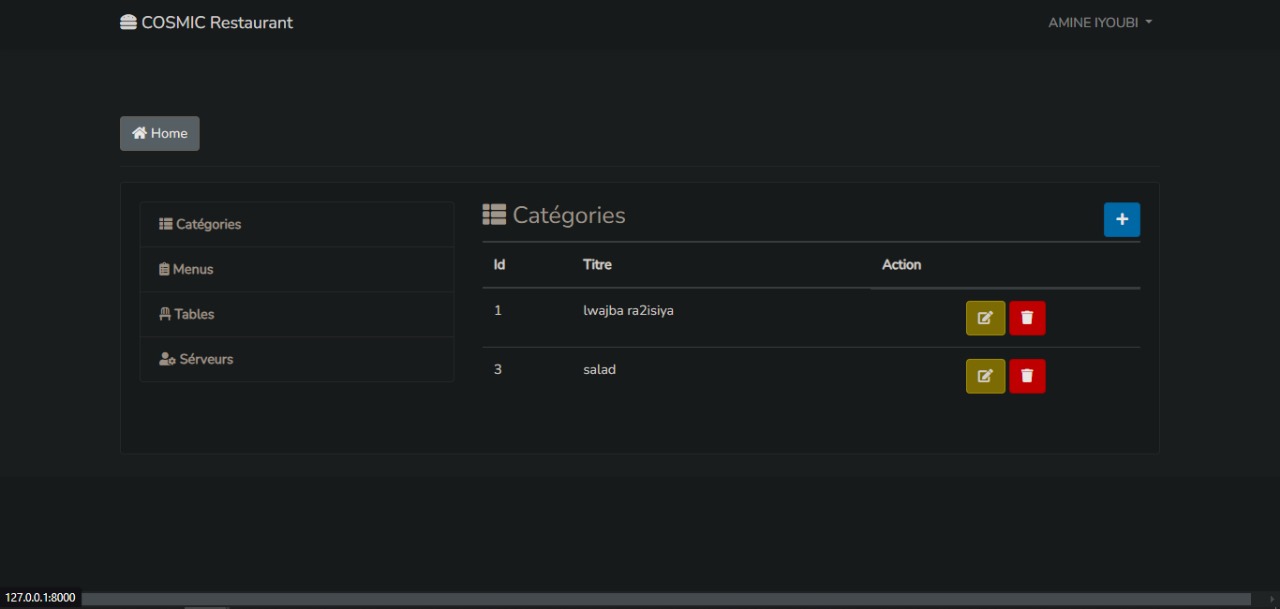 COSMIC Restaurant
AMINE IYOUBI
Home
Catégories
Menus
Tables
Sérveurs
Catégories
+
Id Titre Action
1 lwajba ra2isiya
3 salad
127.0.0.1:8000